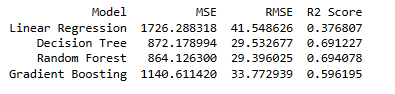 Model MSE RMSE R2 Score
Linear Regression 1726.288318 41.548626 0.376807
Decision Tree 872.178994 29.532677 0.691227
Random Forest 864.126300 29.396025 0.694078
Gradient Boosting 1140.611420 33.772939 0.596195